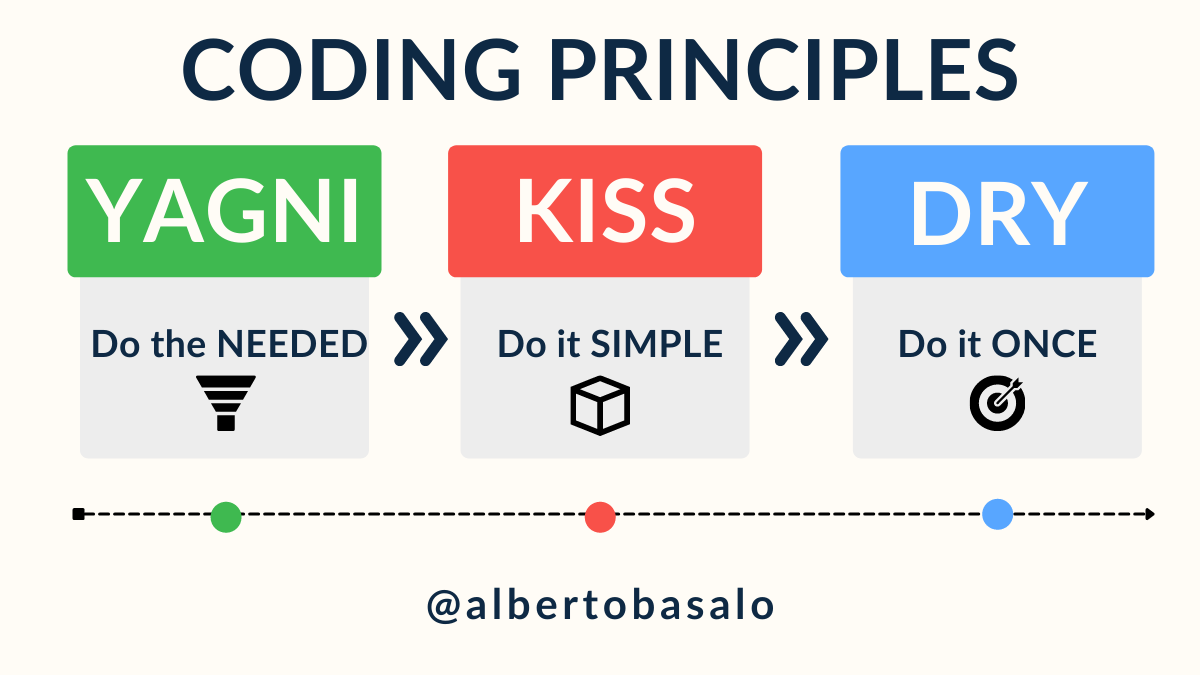 CODING PRINCIPLES
YAGNI
Do the NEEDED
KISS
Do it SIMPLE
DRY
Do it ONCE
@albertobasalo